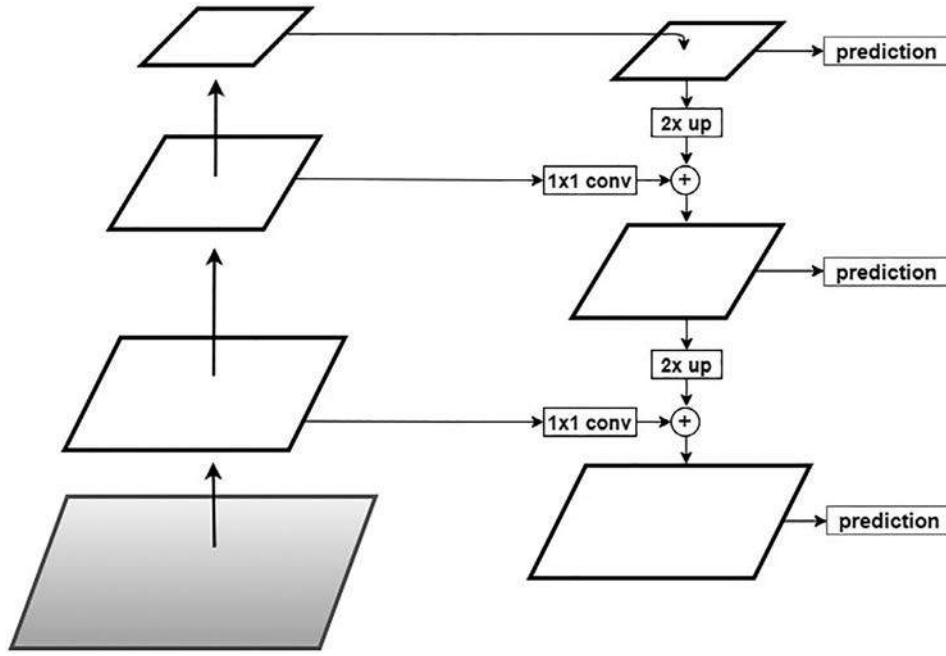 prediction
2x up
1x1 conv
+
prediction
2x up
1x1 conv
+
prediction